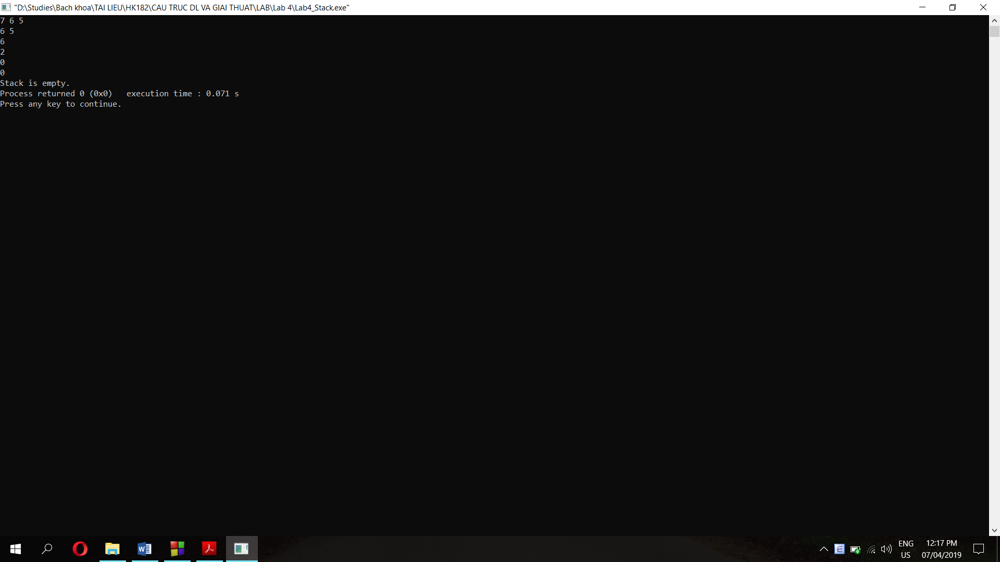 "D:\Studies\Bach khoa\TAI LIEU\HK182\CAU TRUC DL VA GIAI THUAT\LAB\Lab 4\Lab4_Stack.exe"
7 6 5
6 5
6
2
0
0
Stack is empty.
Process returned 0 (0x0)   execution time : 0.071 s
Press any key to continue.
ENG
US
12:17 PM
07/04/2019